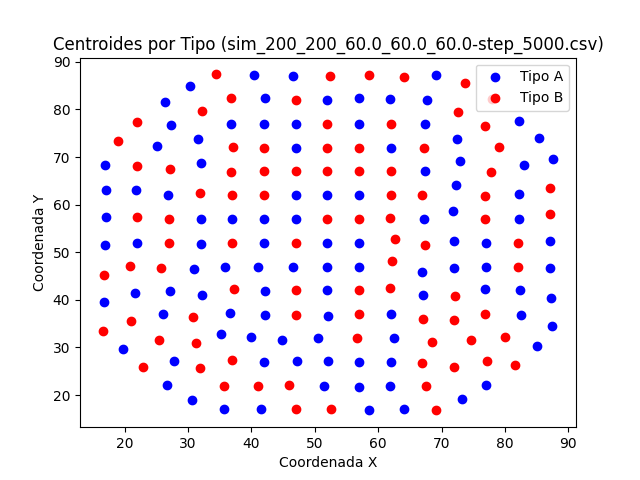 Centroides por Tipo (sim_200_200_60.0_60.0_60.0-step_5000.csv)
Tipo A
Tipo B
90
80
70
60
50
40
30
20
Coordenada Y
20 30 40 50 60 70 80 90
Coordenada X